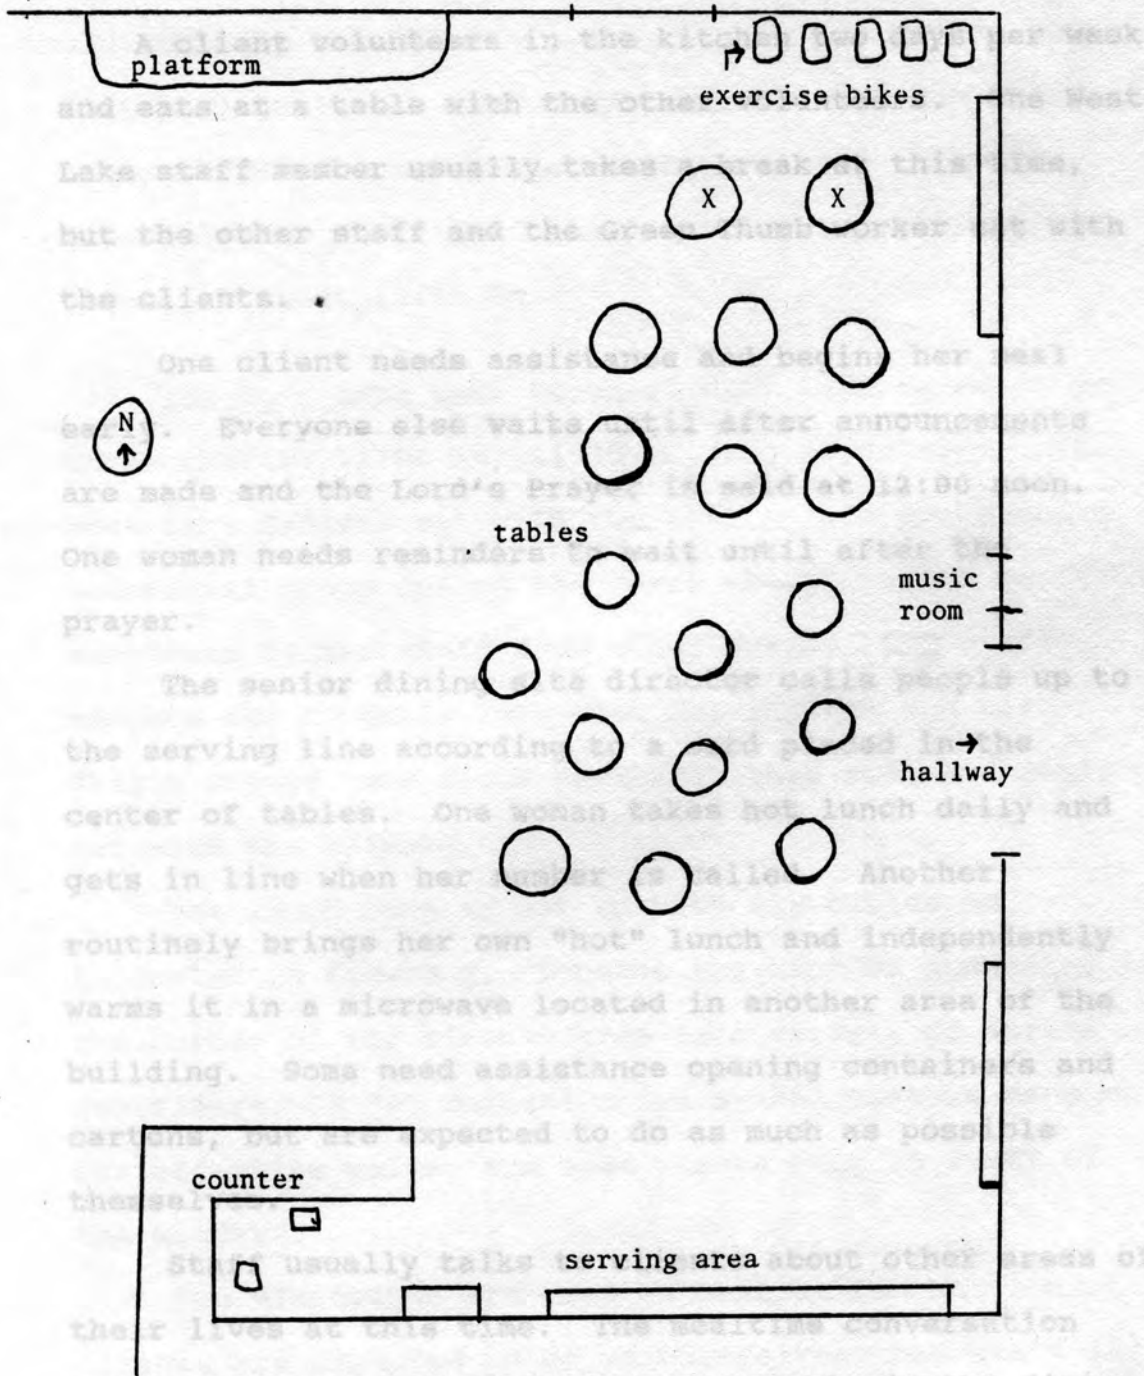 A client volunteers in the kitchen two days per week
platform
and eats at a table with the other volunteers. One West
exercise bikes
Lake staff member usually takes a break at this time,
X X
but the other staff and the Green Thumb worker eat with
the clients.
One client needs assistance and begins her meal
N
early. Everyone else waits until after announcements
are made and the Lord's Prayer is said at 12:00 noon.
tables
One woman needs reminders to wait until after the
music
room
prayer.
The senior dining site director calls people up to
the serving line according to a card placed in the
hallway
center of tables. One woman takes hot lunch daily and
gets in line when her number is called. Another
routinely brings her own "hot" lunch and independently
warms it in a microwave located in another area of the
building. Some need assistance opening containers and
cartons, but are expected to do as much as possible
counter
themselves.
serving area
Staff usually talks to clients about other areas of
their lives at this time. The mealtime conversation